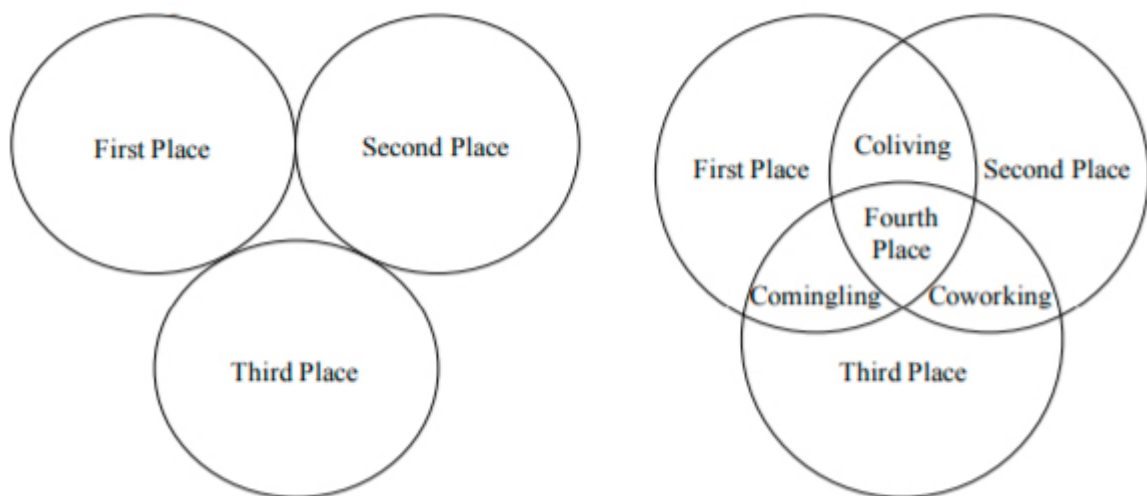 First Place
Second Place
Third Place
Coliving
First Place
Second Place
Fourth
Place
Comingling
Coworking
Third Place